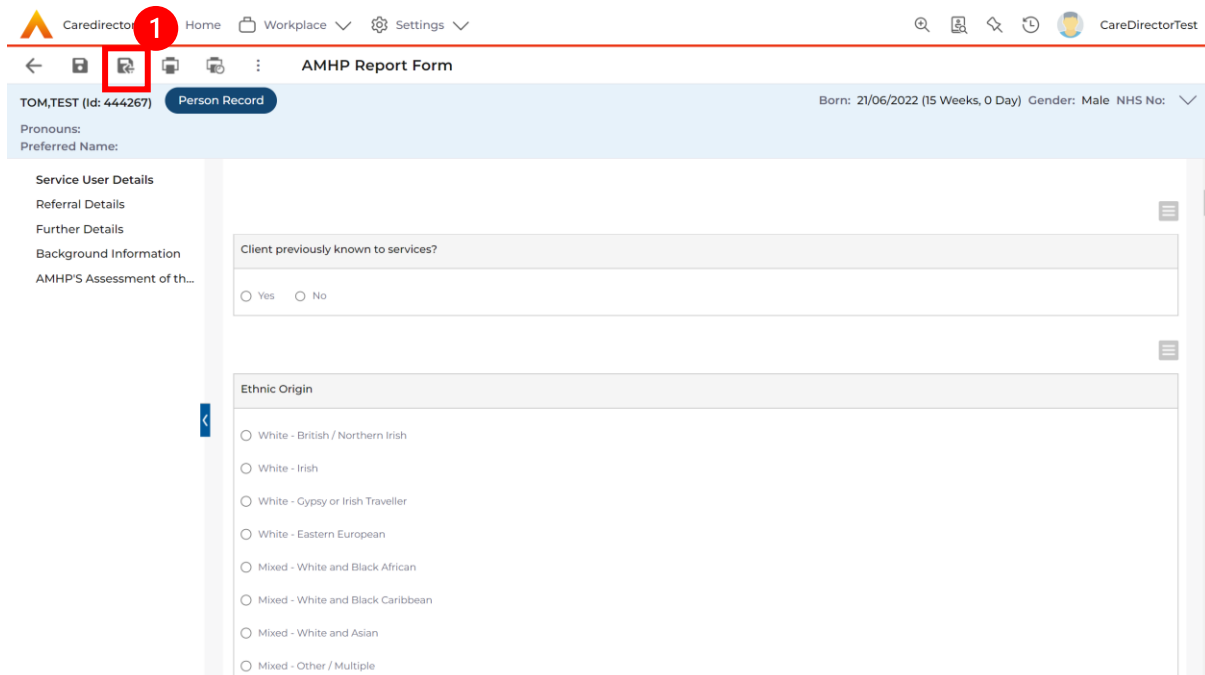 Caredirector 1 Home Workplace Settings CareDirectorTest
AMHP Report Form
TOM,TEST (Id: 444267) Person Record Born: 21/06/2022 (15 Weeks, 0 Day) Gender: Male NHS No:
Pronouns:
Preferred Name:
Service User Details
Referral Details
Further Details
Background Information
AMHP'S Assessment of th...
Client previously known to services?
Yes No
Ethnic Origin
White - British / Northern Irish
White - Irish
White - Gypsy or Irish Traveller
White - Eastern European
Mixed - White and Black African
Mixed - White and Black Caribbean
Mixed - White and Asian
Mixed - Other / Multiple